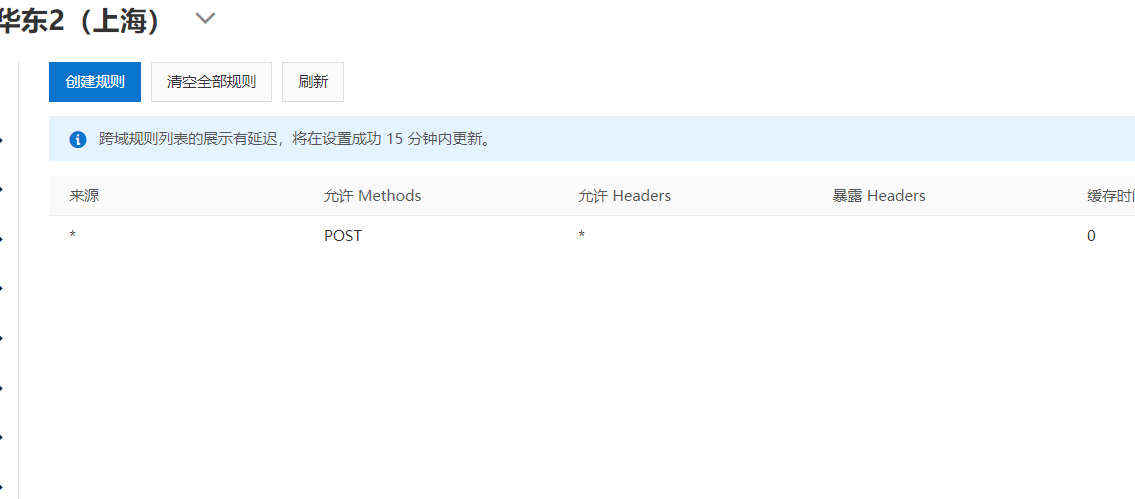 华东2（上海）
创建规则 清空全部规则 刷新
跨域规则列表的展示有延迟，将在设置成功 15 分钟内更新。
来源 允许 Methods 允许 Headers 暴露 Headers 缓存时间
* POST * 0